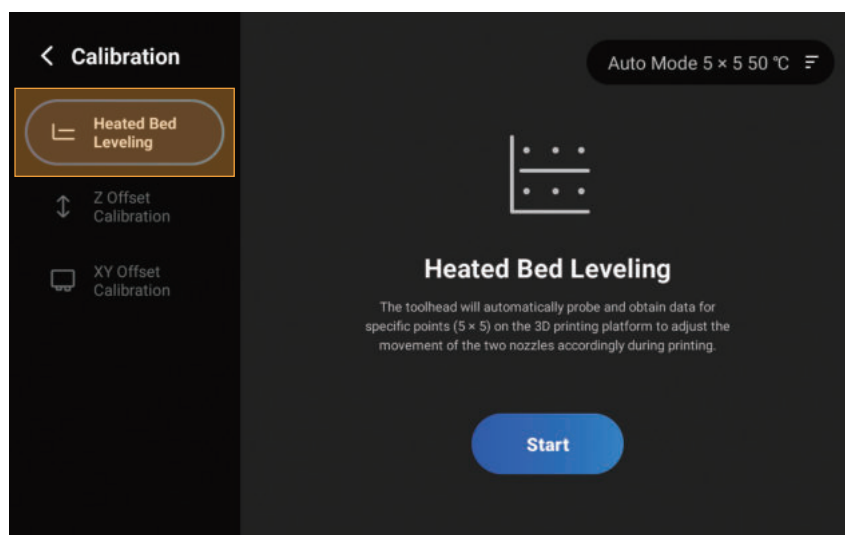 Calibration
Auto Mode 5 × 5 50 ℃
Heated Bed
Leveling
Z Offset
Calibration
XY Offset
Calibration
Heated Bed Leveling
The toolhead will automatically probe and obtain data for
specific points (5 × 5) on the 3D printing platform to adjust the
movement of the two nozzles accordingly during printing.
Start